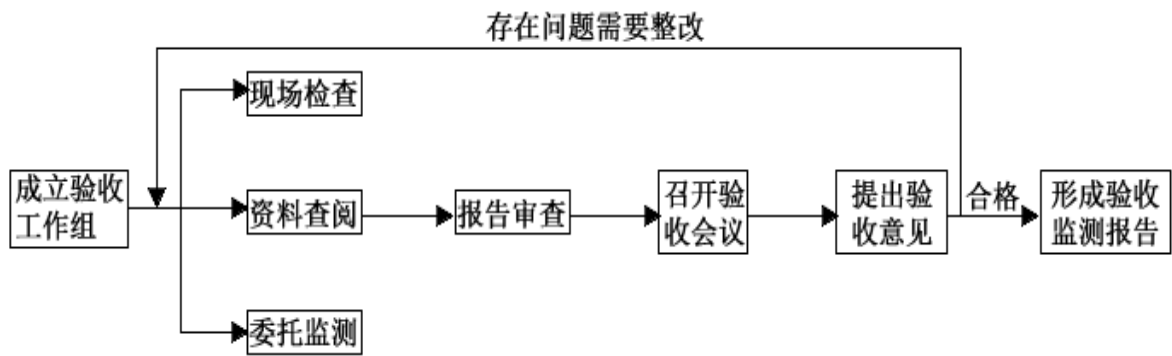 存在问题需要整改
现场检查
成立验收
工作组
资料查阅
报告审查
召开验
收会议
提出验
收意见
合格
形成验收
监测报告
委托监测